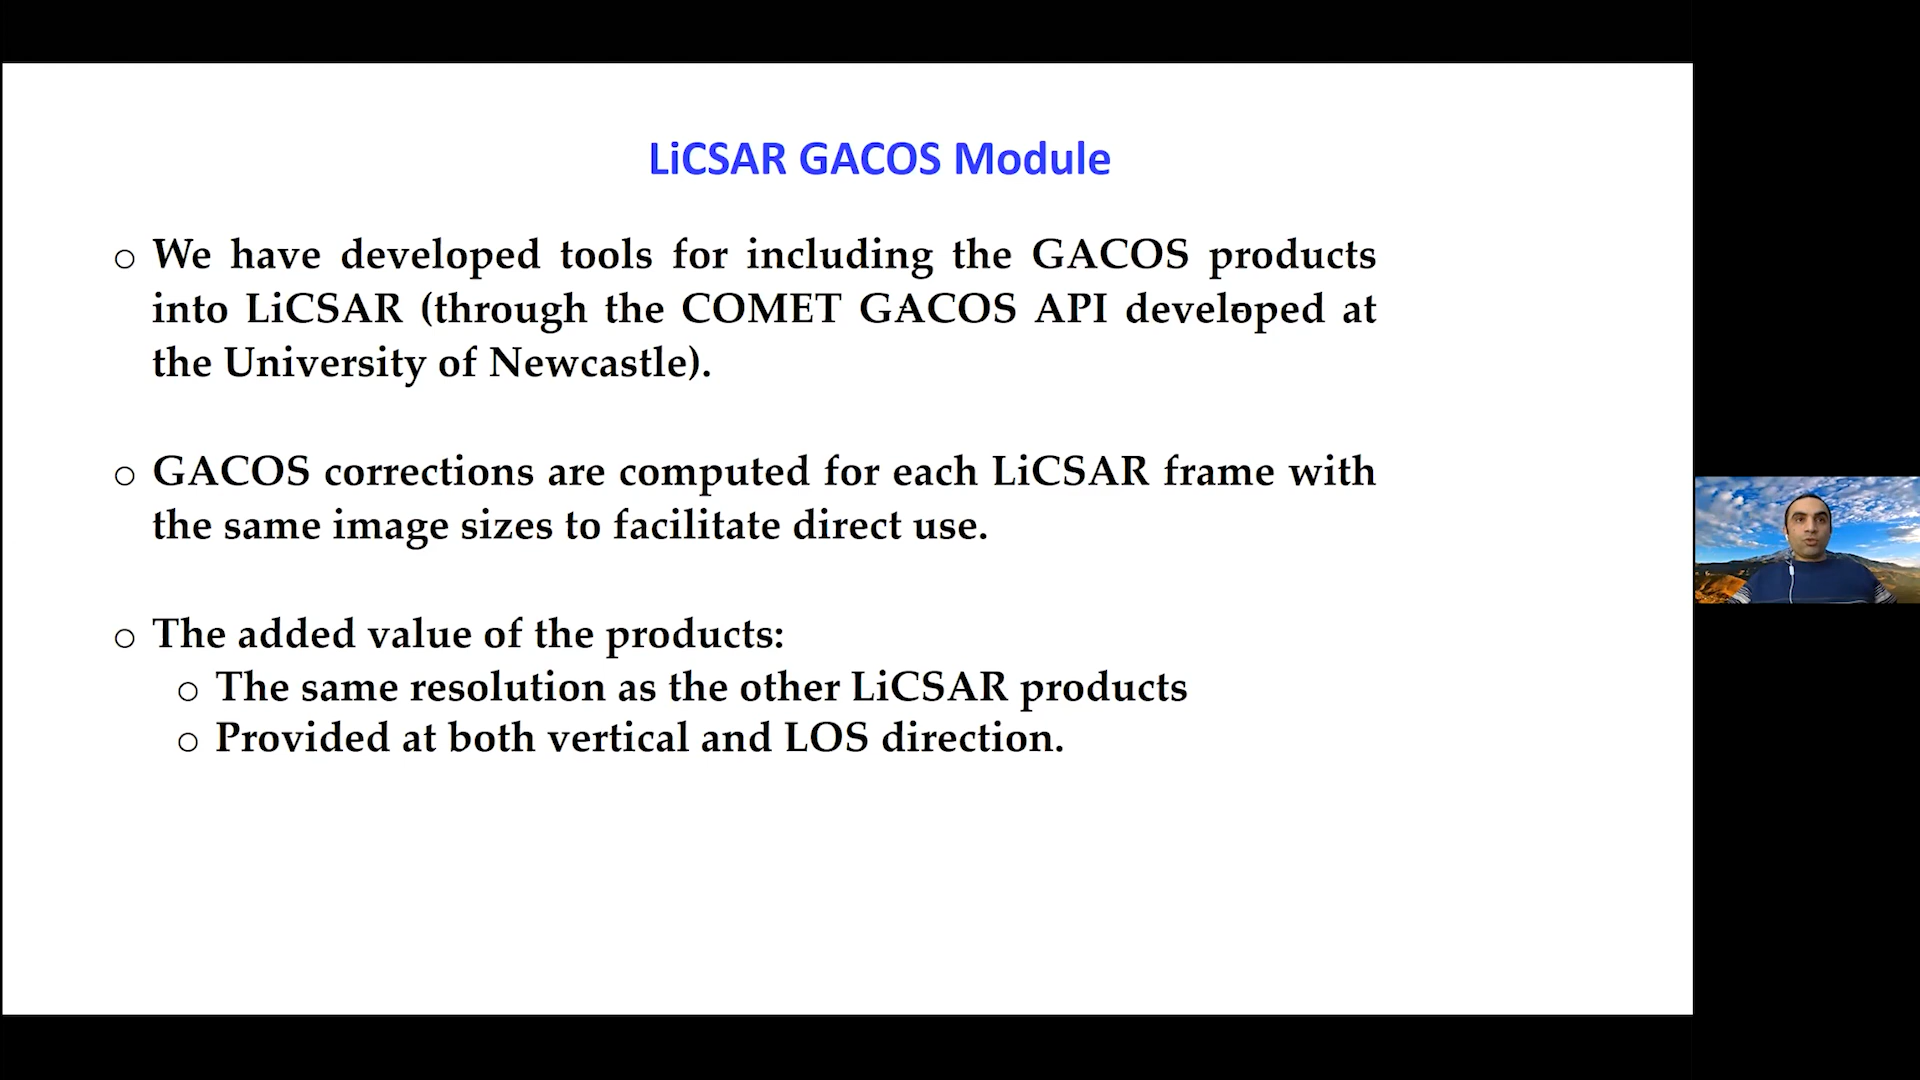 LiCSAR GACOS Module
○ We have developed tools for including the GACOS products
into LiCSAR (through the COMET GACOS API developed at
the University of Newcastle).
○ GACOS corrections are computed for each LiCSAR frame with
the same image sizes to facilitate direct use.
○ The added value of the products:
○ The same resolution as the other LiCSAR products
○ Provided at both vertical and LOS direction.